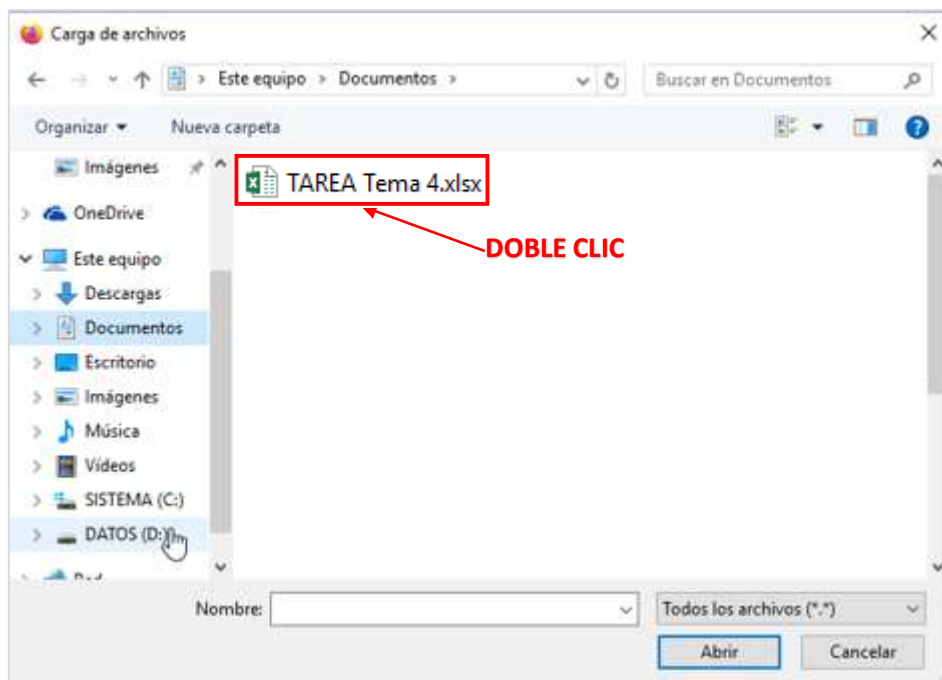 Carga de archivos
Este equipo > Documentos >
Buscar en Documentos
Organizar
Nueva carpeta
Imágenes
TAREA Tema 4.xlsx
OneDrive
DOBLE CLIC
Este equipo
Descargas
Documentos
Escritorio
Imágenes
Música
Vídeos
SISTEMA (C:)
DATOS (D:)
Nombre:
Todos los archivos (*.*)
Abrir
Cancelar